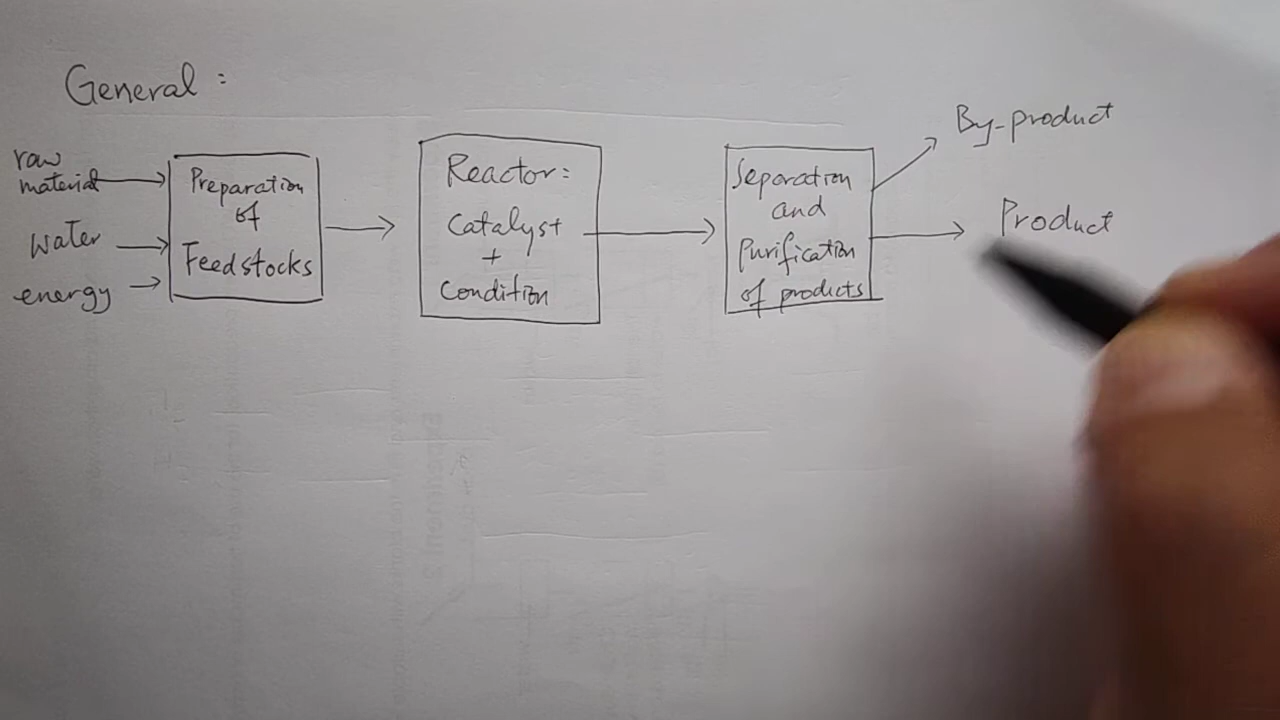 General :
raw
material
water
energy
Preparation
of
Feedstocks
Reactor:
Catalyst
+
Condition
Separation
and
Purification
of products
By-product
Product